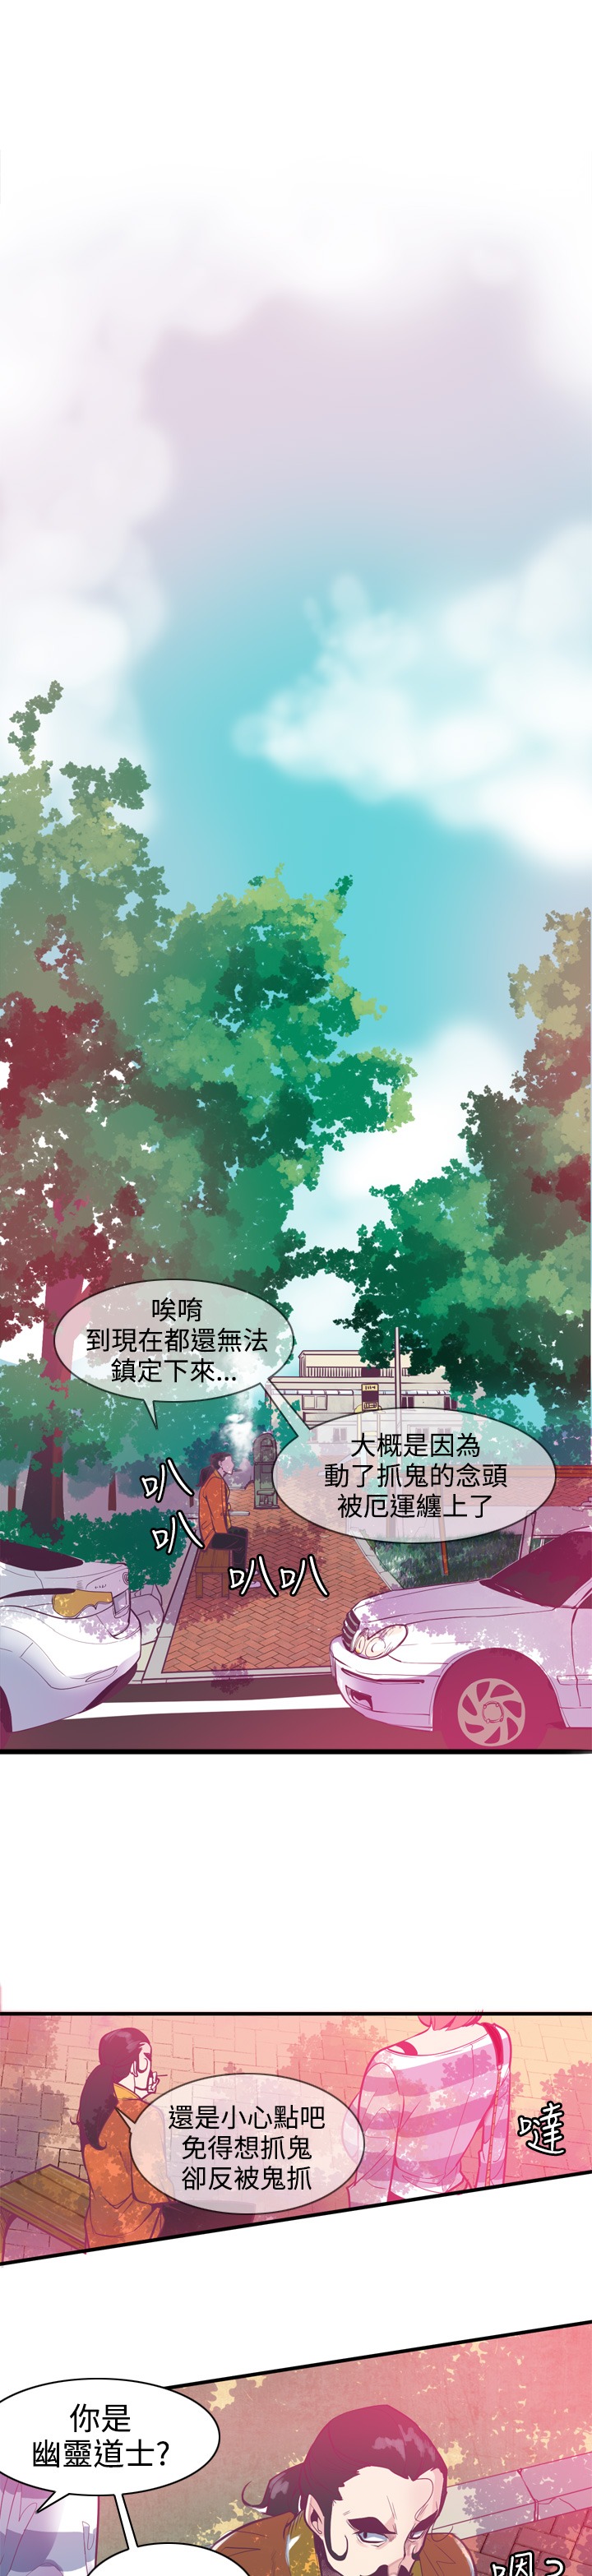 唉唷
到現在都還無法
鎮定下來...
大概是因為
動了抓鬼的念頭
被厄運纏上了
叭
叭
叭叭
還是小心點吧
免得想抓鬼
卻反被鬼抓
噠
你是
幽靈道士?
嗯?